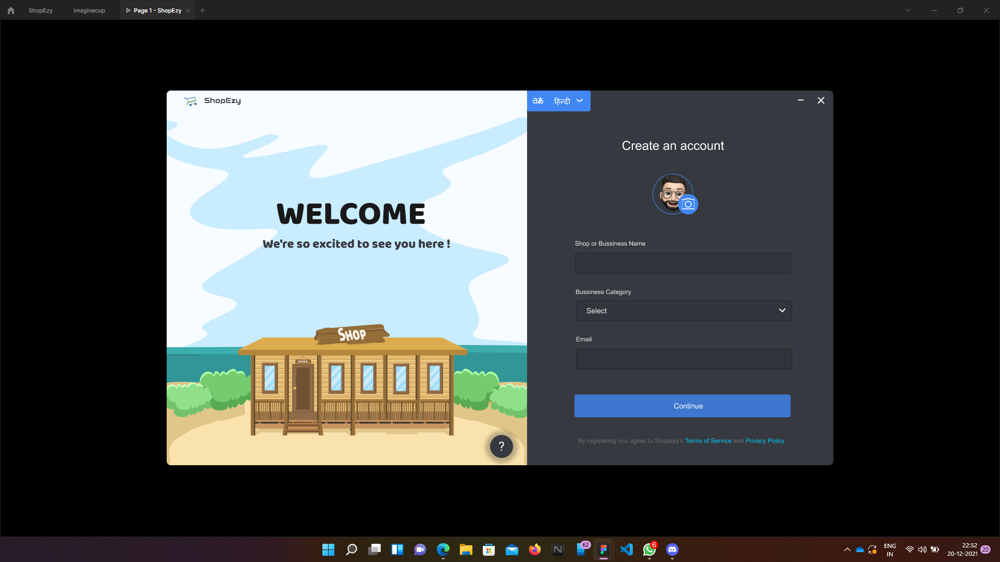 ShopEzy
imaginecup
Page 1 - ShopEzy
ShopEzy
aあ हिन्दी
WELCOME
We're so excited to see you here !
SHOP
OPEN
?
Create an account
Shop or Bussiness Name
Bussiness Category
Select
Email
Continue
By registering you agree to Shopezy's Terms of Service and Privacy Policy.
62
6
ENG
IN
22:52
20-12-2021
20